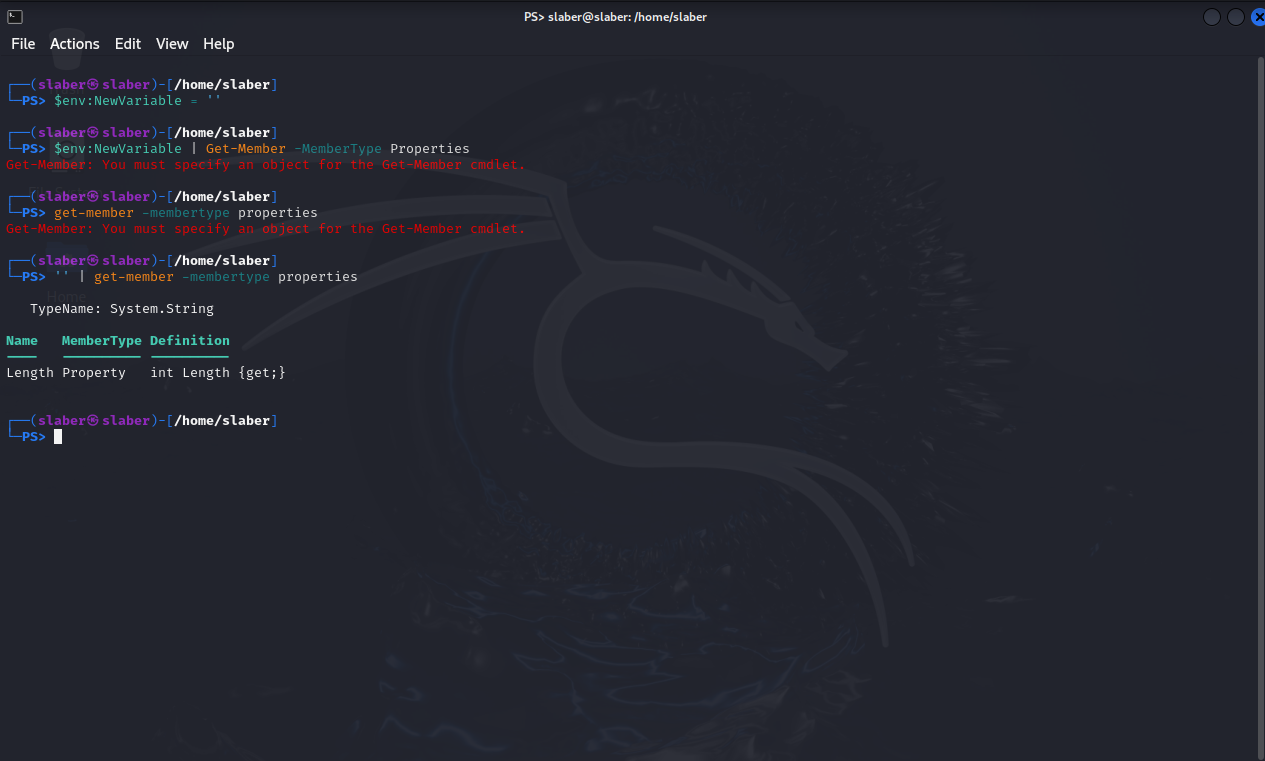 PS> slaber@slaber: /home/slaber
File Actions Edit View Help
┌──(slaber㉿slaber)-[/home/slaber]
└─PS> $env:NewVariable = ''
┌──(slaber㉿slaber)-[/home/slaber]
└─PS> $env:NewVariable | Get-Member -MemberType Properties
Get-Member: You must specify an object for the Get-Member cmdlet.
┌──(slaber㉿slaber)-[/home/slaber]
└─PS> get-member -membertype properties
Get-Member: You must specify an object for the Get-Member cmdlet.
┌──(slaber㉿slaber)-[/home/slaber]
└─PS> '' | get-member -membertype properties
Home
TypeName: System.String
Name MemberType Definition
Length Property int Length {get;}
┌──(slaber㉿slaber)-[/home/slaber]
└─PS>